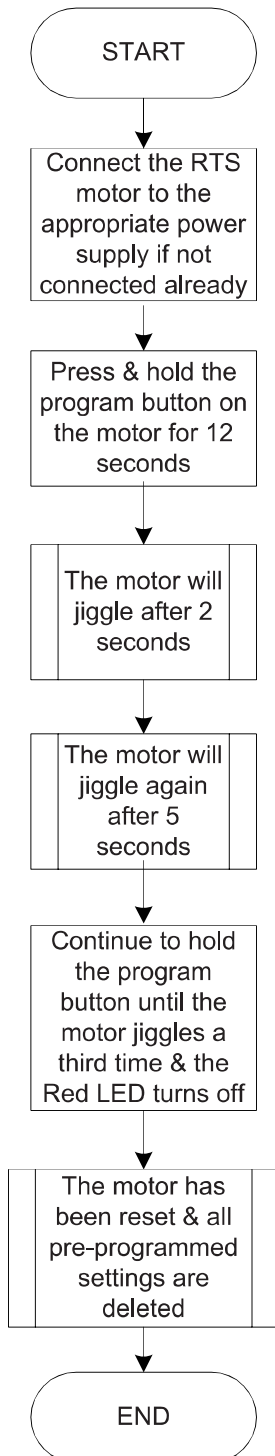 START
Connect the RTS
motor to the
appropriate power
supply if not
connected already
Press & hold the
program button on
the motor for 12
seconds
The motor will
jiggle after 2
seconds
The motor will
jiggle again
after 5
seconds
Continue to hold
the program
button until the
motor jiggles a
third time & the
Red LED turns off
The motor has
been reset & all
pre-programmed
settings are
deleted
END